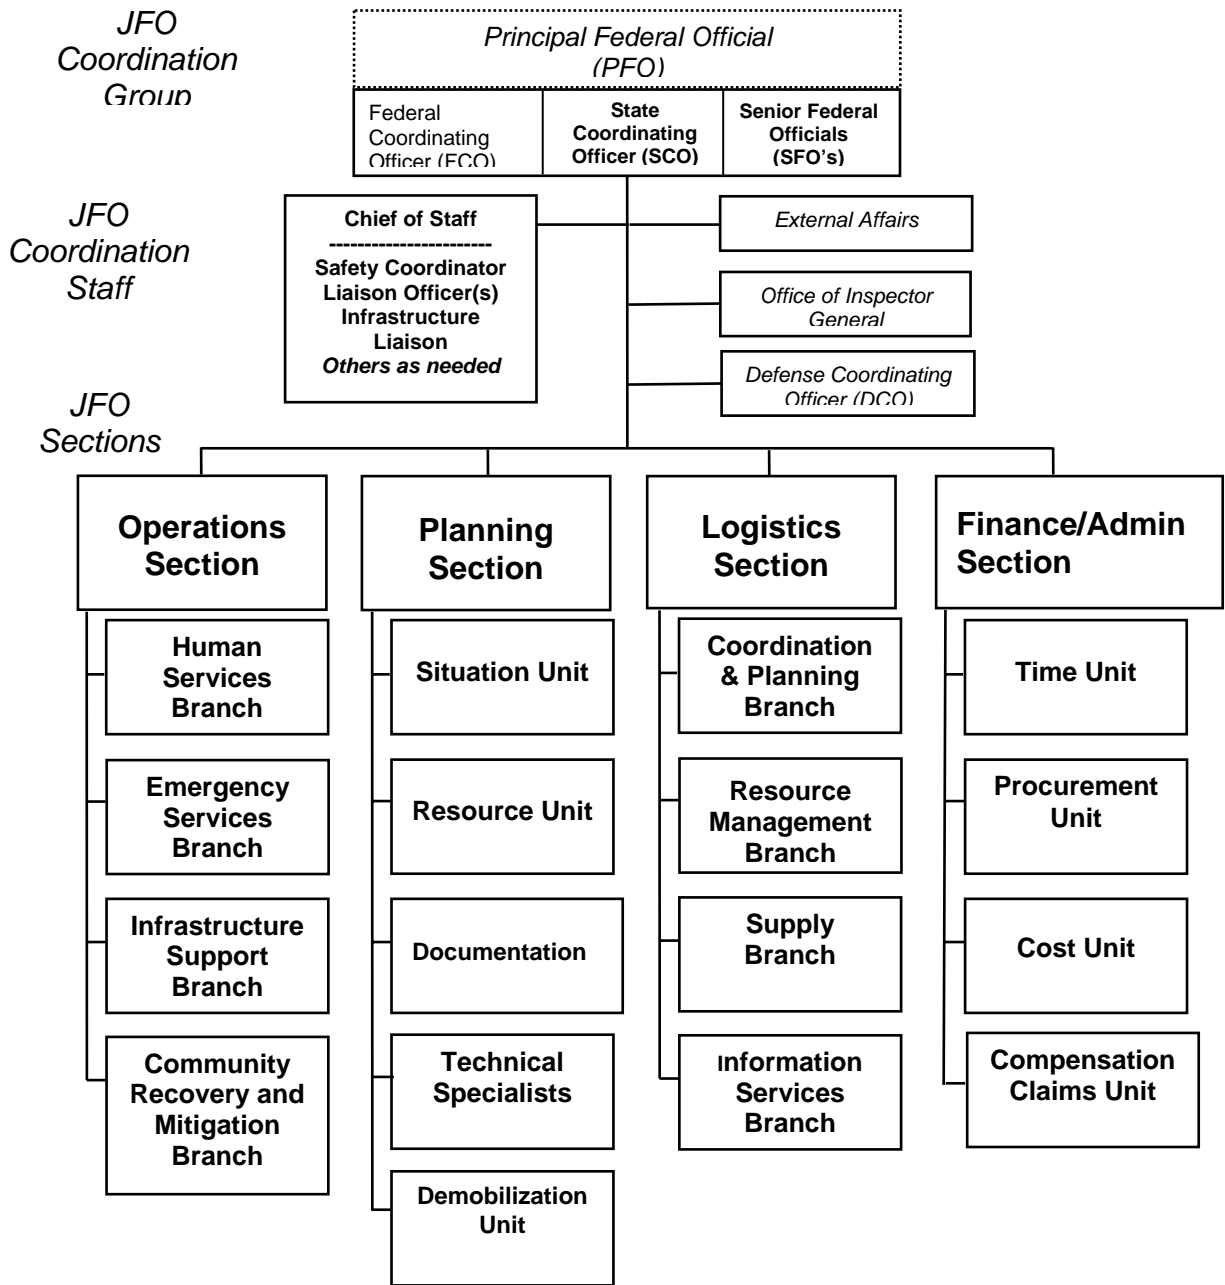 JFO
Coordination
Group
Principal Federal Official
(PFO)
Federal
Coordinating
Officer (FCO)
State
Coordinating
Officer (SCO)
Senior Federal
Officials
(SFO's)
JFO
Coordination
Staff
Chief of Staff
-----------------------
Safety Coordinator
Liaison Officer(s)
Infrastructure
Liaison
Others as needed
External Affairs
Office of Inspector
General
Defense Coordinating
Officer (DCO)
JFO
Sections
Operations
Section
Human
Services
Branch
Emergency
Services
Branch
Infrastructure
Support
Branch
Community
Recovery and
Mitigation
Branch
Planning
Section
Situation Unit
Resource Unit
Documentation
Technical
Specialists
Demobilization
Unit
Logistics
Section
Coordination
& Planning
Branch
Resource
Management
Branch
Supply
Branch
Information
Services
Branch
Finance/Admin
Section
Time Unit
Procurement
Unit
Cost Unit
Compensation
Claims Unit